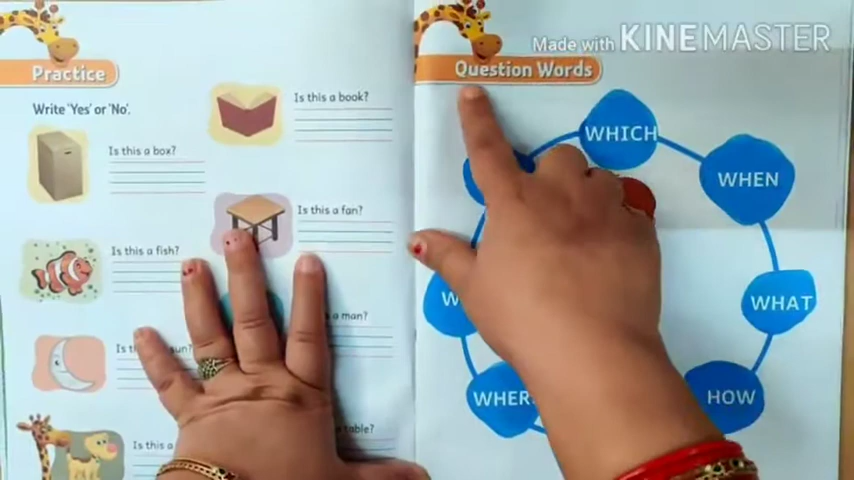 Practice
Write 'Yes' or 'No'.
Is this a book?
Is this a box?
Is this a fan?
Is this a fish?
a man?
sun?
table?
Is this a
Made with KINEMASTER
Question Words
WHICH
WHEN
WHAT
HOW